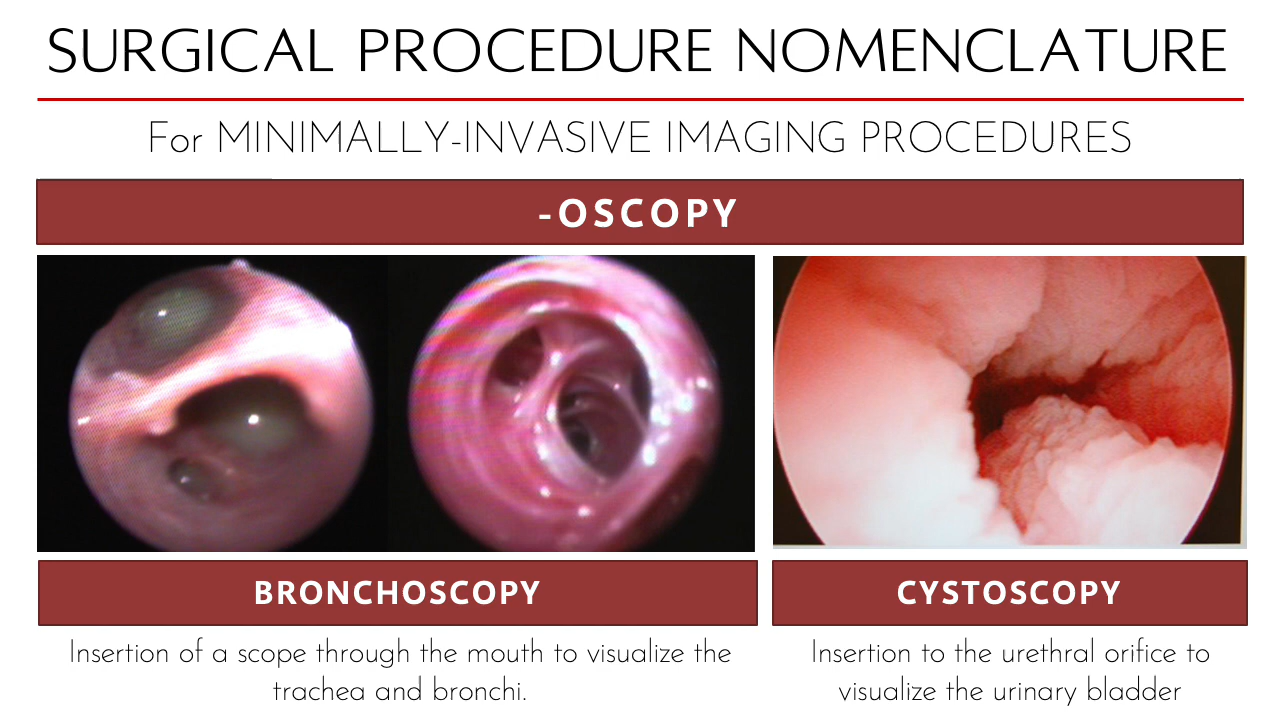 SURGICAL PROCEDURE NOMENCLATURE
For MINIMALLY-INVASIVE IMAGING PROCEDURES
-OSCOPY
BRONCHOSCOPY
Insertion of a scope through the mouth to visualize the
trachea and bronchi.
CYSTOSCOPY
Insertion to the urethral orifice to
visualize the urinary bladder